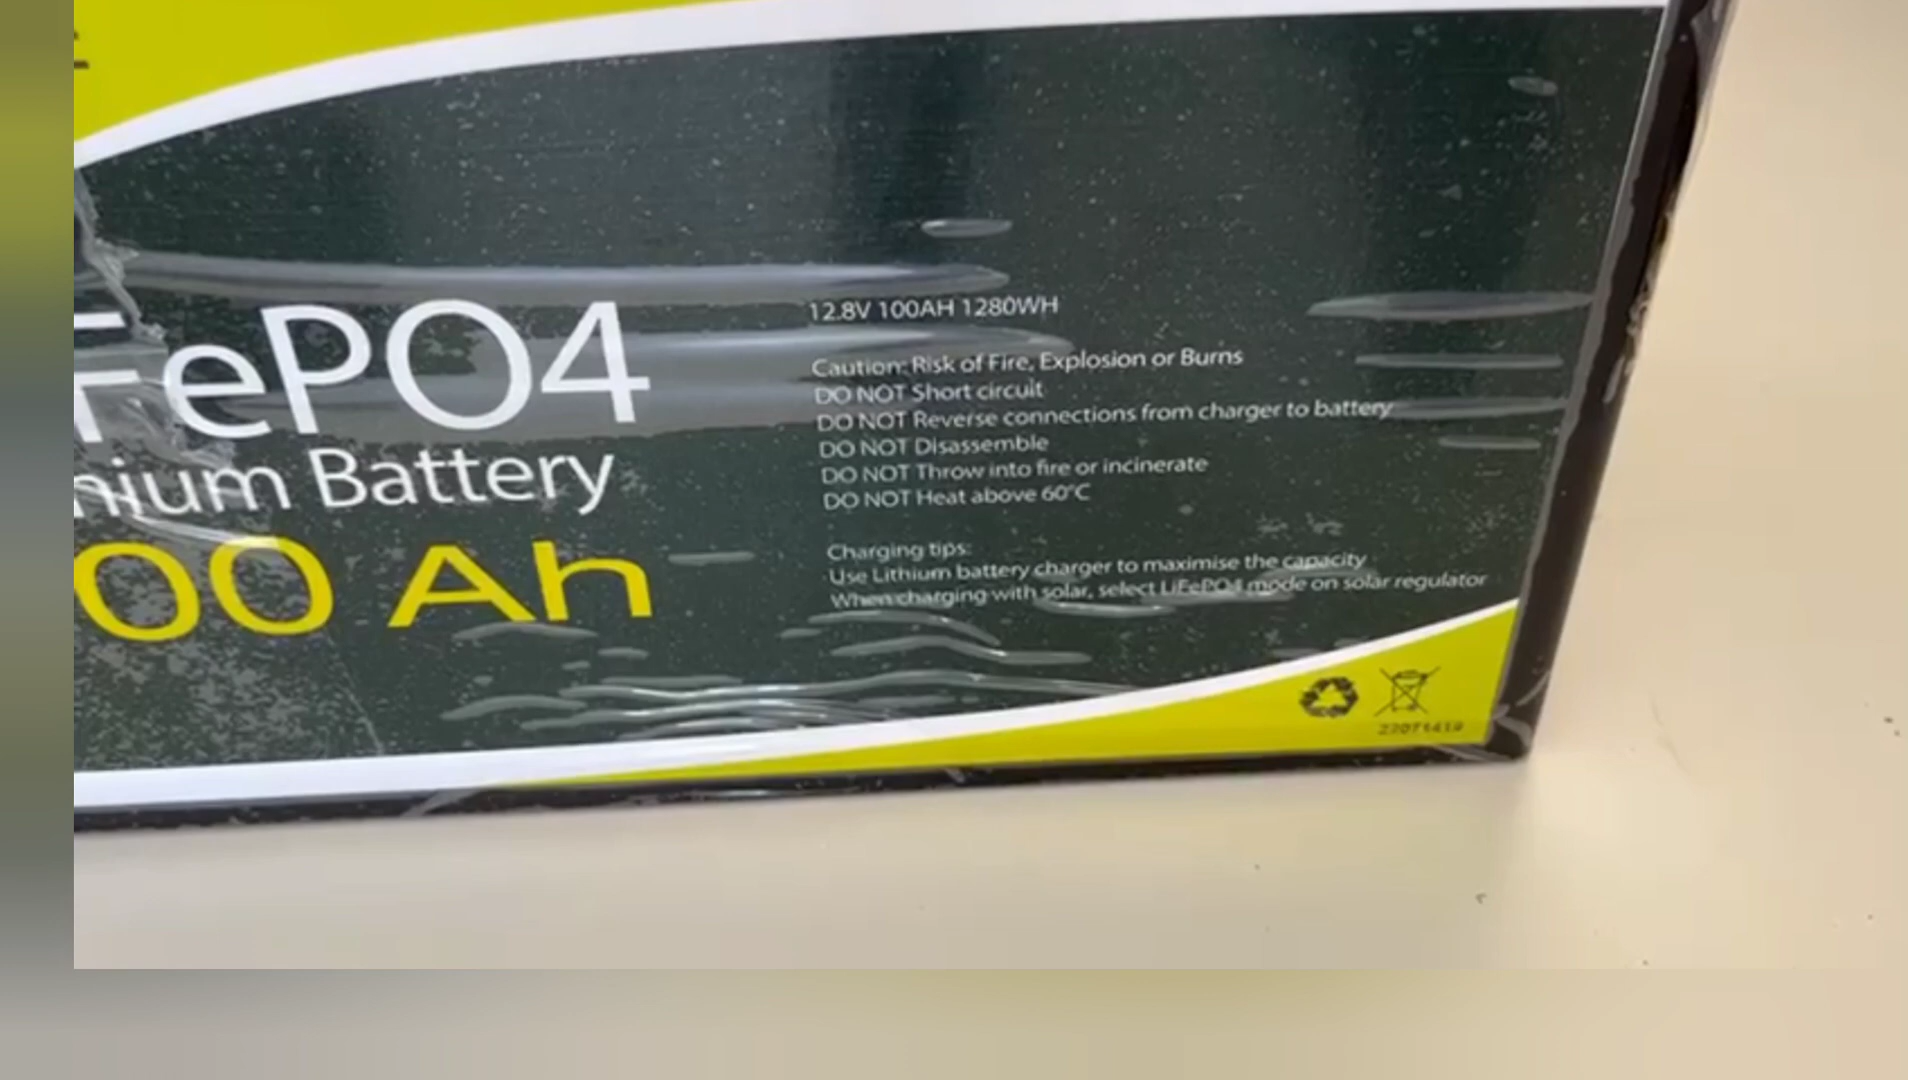 FePO4
nium Battery
00 Ah
12.8V 100AH 1280WH
Caution: Risk of Fire, Explosion or Burns
DO NOT Short circuit
DO NOT Reverse connections from charger to battery
DO NOT Disassemble
DO NOT Throw into fire or incinerate
DO NOT Heat above 60°C
Charging tips:
Use Lithium battery charger to maximise the capacity
When charging with solar, select LiFePO4 mode on solar regulator